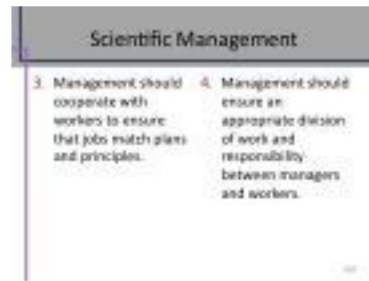 Scientific Management
3. Management should
cooperate with
workers to ensure
that jobs match plans
and principles.
4. Management should
ensure an
appropriate division
of work and
responsibility
between managers
and workers.